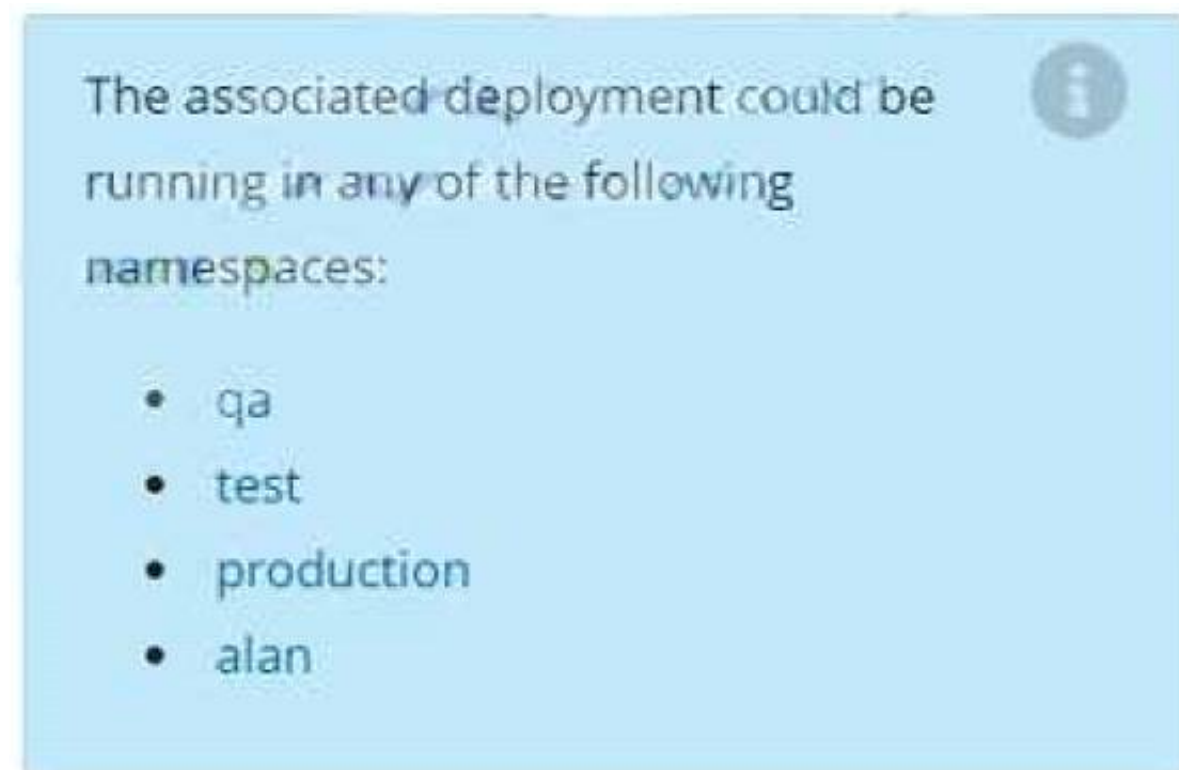 The associated deployment could be
running in any of the following
namespaces:
• qa
• test
• production
• alan